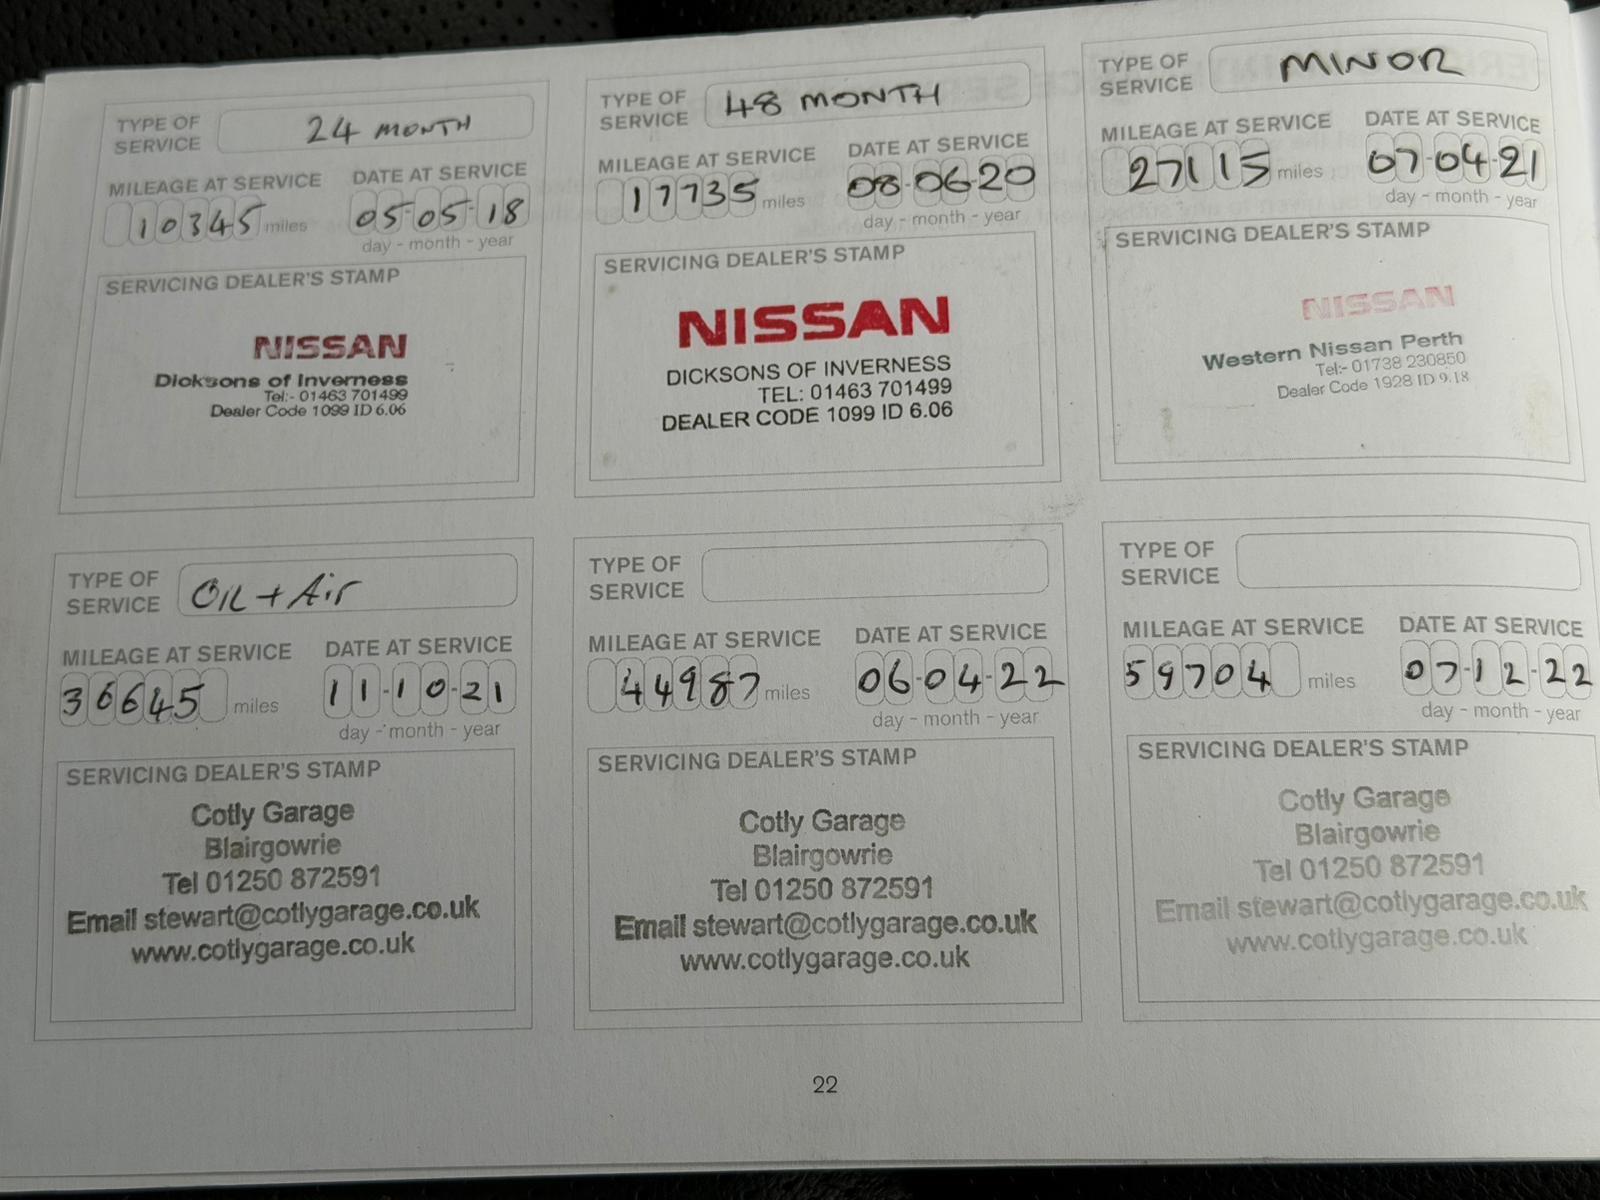 TYPE OF SERVICE 24 MONTH
MILEAGE AT SERVICE DATE AT SERVICE
10345 miles 05-05-18
day - month - year
SERVICING DEALER'S STAMP
NISSAN
Dicksons of Inverness
Tel:- 01463 701499
Dealer Code 1099 ID 6.06
TYPE OF SERVICE 48 MONTH
MILEAGE AT SERVICE DATE AT SERVICE
17735 miles 08-06-20
day - month - year
SERVICING DEALER'S STAMP
NISSAN
DICKSONS OF INVERNESS
TEL: 01463 701499
DEALER CODE 1099 ID 6.06
TYPE OF SERVICE MINOR
MILEAGE AT SERVICE DATE AT SERVICE
27115 miles 07-04-21
day - month - year
SERVICING DEALER'S STAMP
NISSAN
Western Nissan Perth
Tel:- 01738 230850
Dealer Code 1928 ID 9.18
TYPE OF SERVICE OIL + Air
MILEAGE AT SERVICE DATE AT SERVICE
36645 miles 11-10-21
day - month - year
SERVICING DEALER'S STAMP
Cotly Garage
Blairgowrie
Tel 01250 872591
Email stewart@cotlygarage.co.uk
www.cotlygarage.co.uk
TYPE OF SERVICE
MILEAGE AT SERVICE DATE AT SERVICE
44987 miles 06-04-22
day - month - year
SERVICING DEALER'S STAMP
Cotly Garage
Blairgowrie
Tel 01250 872591
Email stewart@cotlygarage.co.uk
www.cotlygarage.co.uk
TYPE OF SERVICE
MILEAGE AT SERVICE DATE AT SERVICE
59704 miles 07-12-22
day - month - year
SERVICING DEALER'S STAMP
Cotly Garage
Blairgowrie
Tel 01250 872591
Email stewart@cotlygarage.co.uk
www.cotlygarage.co.uk
22